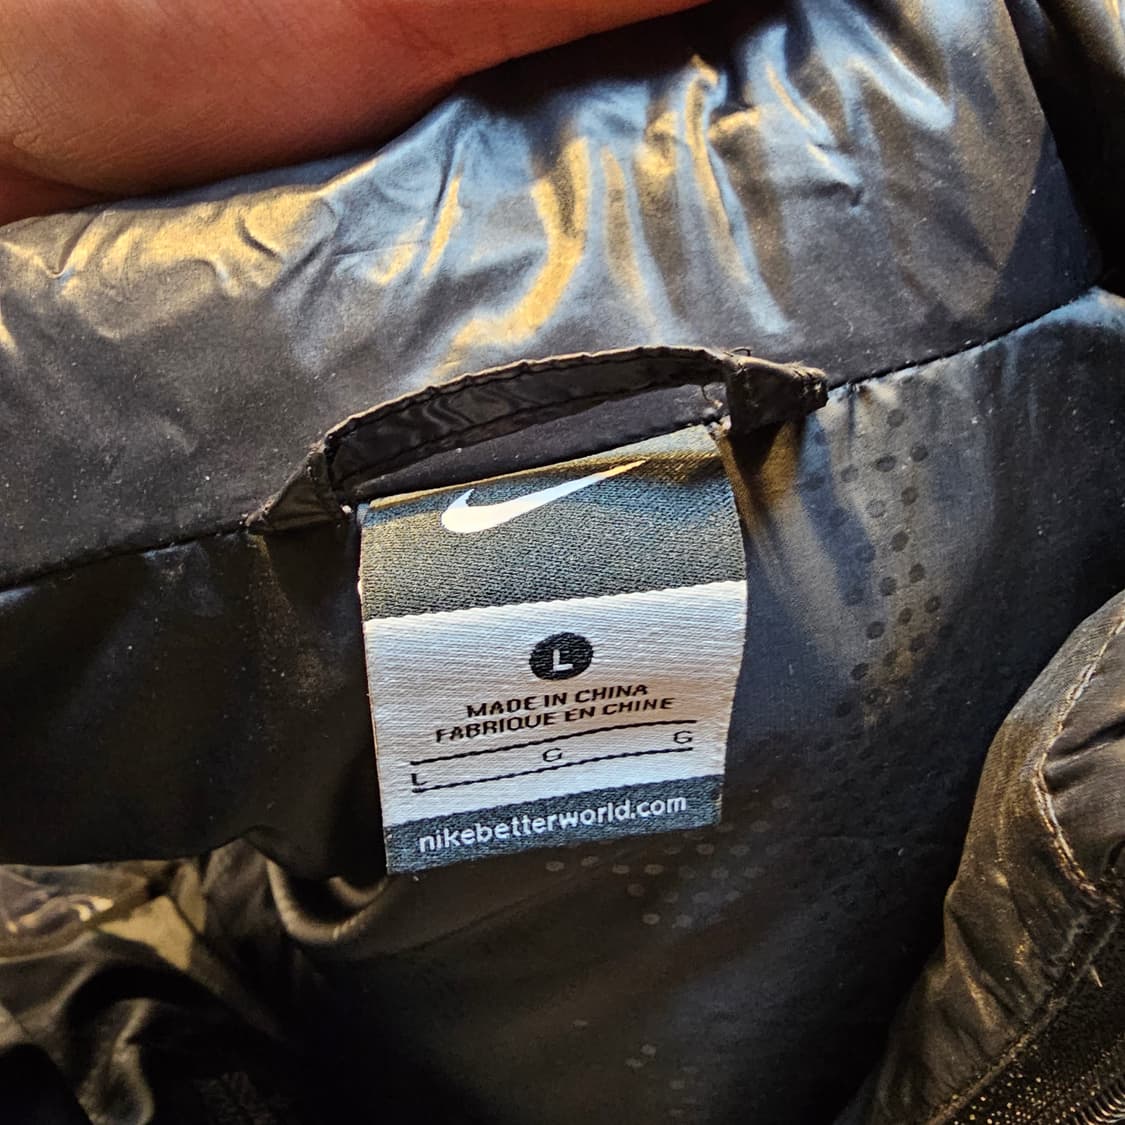 L
MADE IN CHINA
FABRIQUE EN CHINE
L G G
nikebetterworld.com